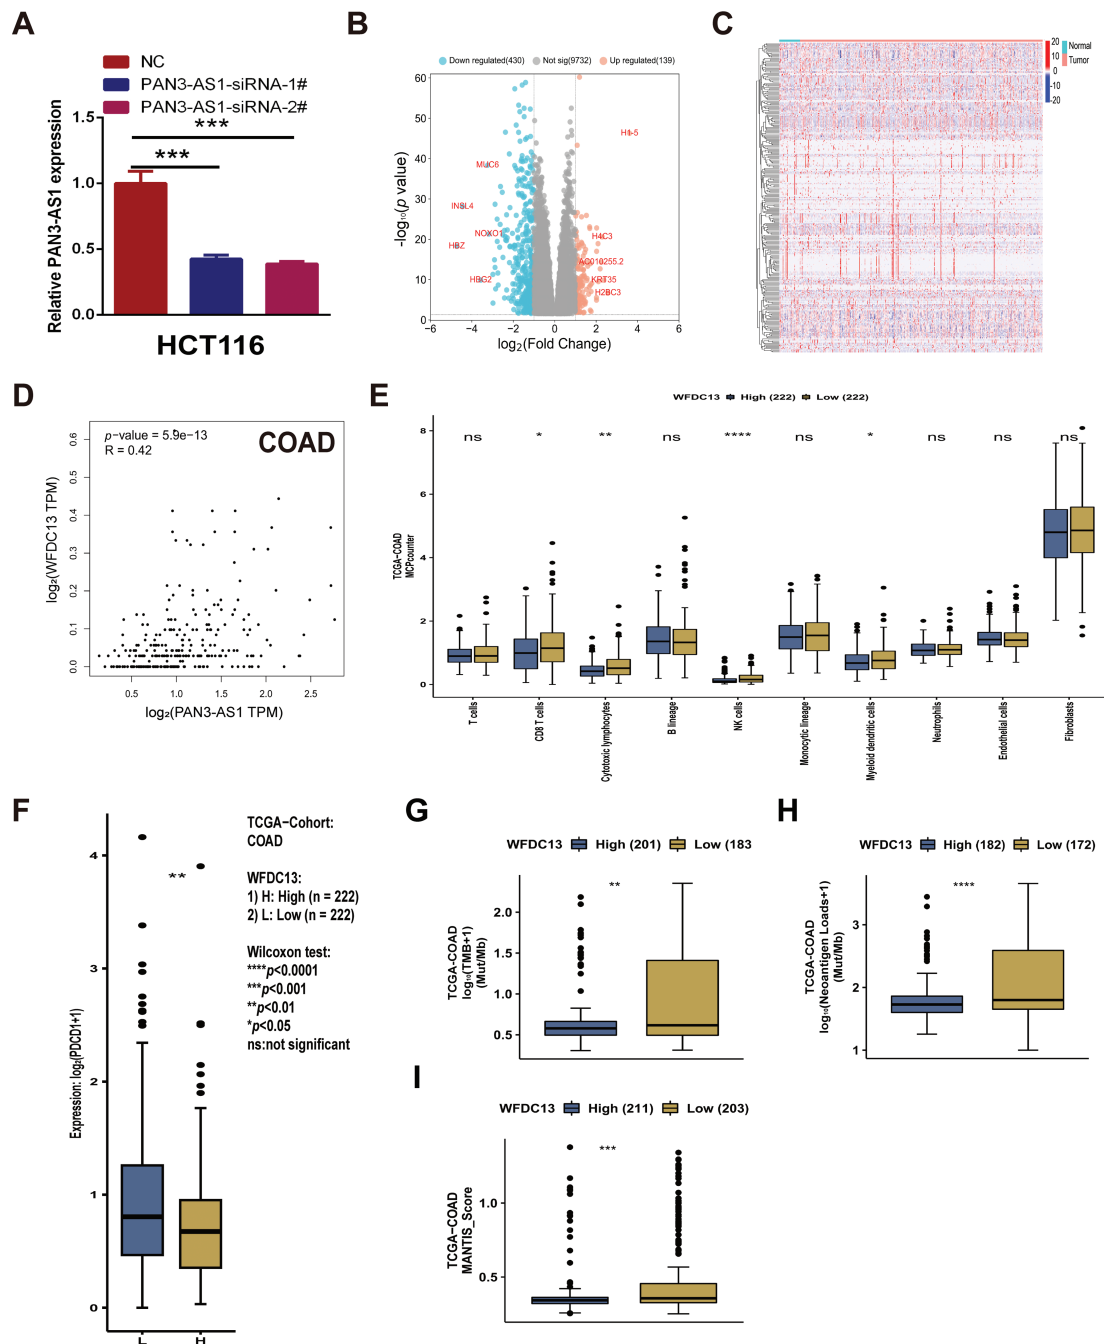 A
NC
PAN3-AS1-siRNA-1#
PAN3-AS1-siRNA-2#
Relative PAN3-AS1 expression
1.5
1.0
0.5
0.0
***
***
HCT116
B
Down regulated(430)
Not sig(9732)
Up regulated(139)
-log₁₀(p value)
60
50
40
30
20
10
0
H1-5
MUC6
INSL4
NOXO1
HBZ
HBG2
H4C3
AC010255.2
KRT35
H2BC3
−6
−4
−2
0
2
4
6
log₂(Fold Change)
C
20
10
0
-10
-20
Normal
Tumor
D
p-value = 5.9e-13
R = 0.42
COAD
log₂(WFDC13 TPM)
0.6
0.5
0.4
0.3
0.2
0.1
0.0
0.5
1.0
1.5
2.0
2.5
log₂(PAN3-AS1 TPM)
E
WFDC13
High (222)
Low (222)
TCGA-COAD
MCPcounter
8
6
4
2
0
ns
*
**
ns
****
ns
*
ns
ns
ns
T cells
CD8 T cells
Cytotoxic lymphocytes
B lineage
NK cells
Monocytic lineage
Myeloid dendritic cells
Neutrophils
Endothelial cells
Fibroblasts
F
Expression: log₂(PDCD1+1)
4
3
2
1
0
**
L
H
TCGA-Cohort:
COAD
WFDC13:
1) H: High (n = 222)
2) L: Low (n = 222)
Wilcoxon test:
****p<0.0001
***p<0.001
**p<0.01
*p<0.05
ns:not significant
G
WFDC13
High (201)
Low (183
TCGA-COAD
log₁₀(TMB+1)
(Mut/Mb)
2.0
1.5
1.0
0.5
**
H
WFDC13
High (182)
Low (172)
TCGA-COAD
log₁₀(Neoantigen Loads+1)
(Mut/Mb)
3
2
1
****
I
WFDC13
High (211)
Low (203)
TCGA-COAD
MANTIS_Score
1.0
0.5
***